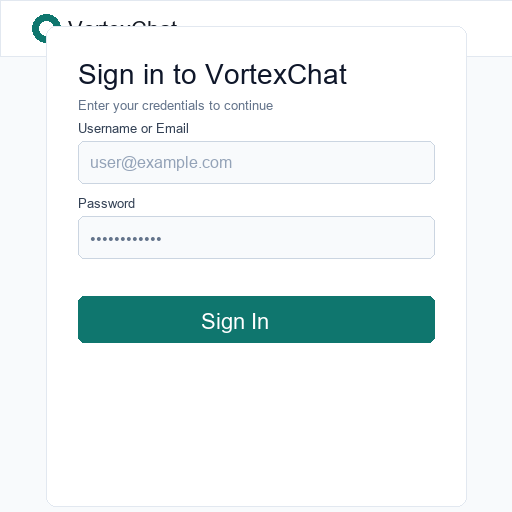 VortexChat
Sign in to VortexChat
Enter your credentials to continue
Username or Email
user@example.com
Password
••••••••••••
Sign In